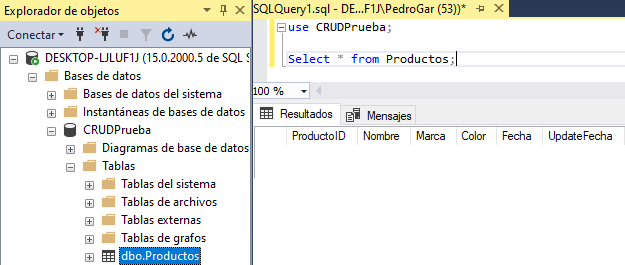 Explorador de objetos
Conectar
DESKTOP-LJLUF1J (15.0.2000.5 de SQL S
Bases de datos
Bases de datos del sistema
Instantáneas de bases de datos
CRUDPrueba
Diagramas de base de datos
Tablas
Tablas del sistema
Tablas de archivos
Tablas externas
Tablas de grafos
dbo.Productos
SQLQuery1.sql - DE...F1J\PedroGar (53))*
use CRUDPrueba;
Select * from Productos;
100 %
Resultados Mensajes
ProductoID Nombre Marca Color Fecha UpdateFecha